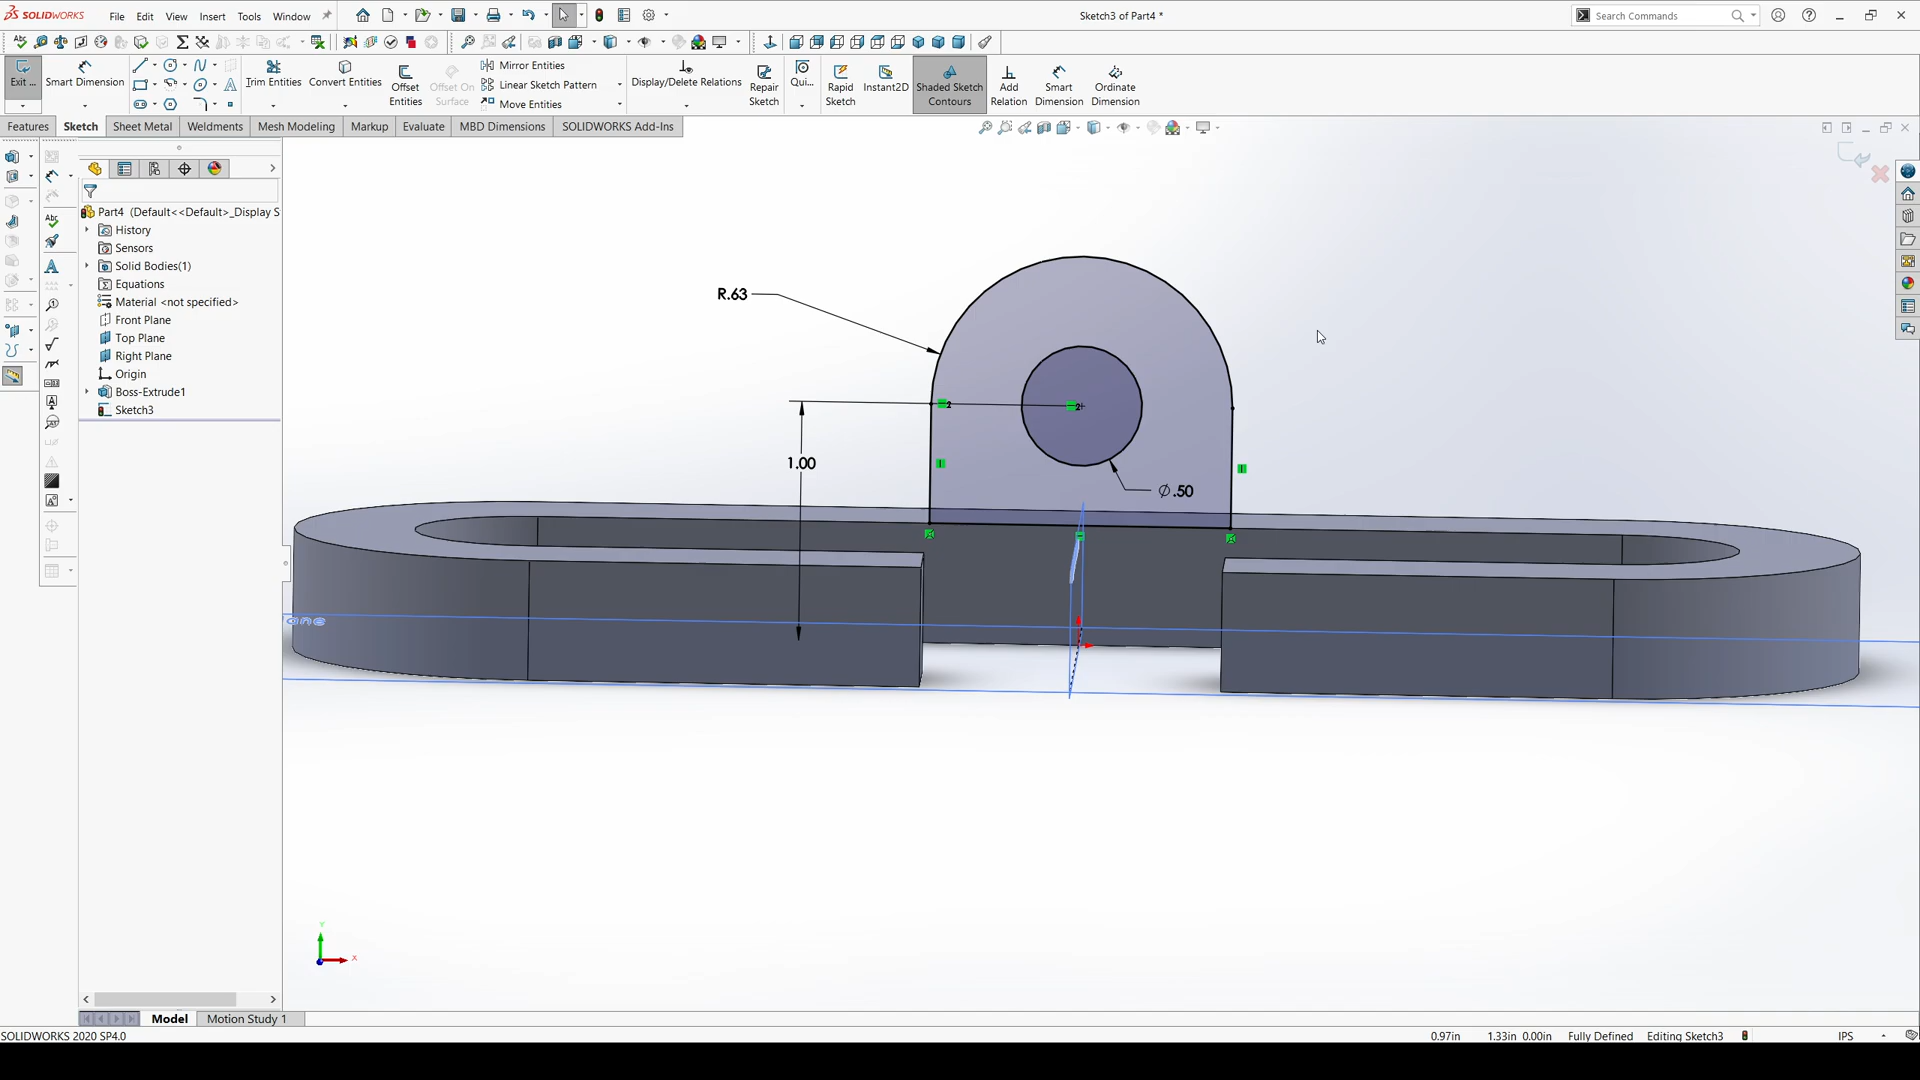 SOLIDWORKS File Edit View Insert Tools Window Sketch3 of Part4 * Search Commands
Exit ... Smart Dimension Trim Entities Convert Entities Offset Entities Offset On Surface Mirror Entities Linear Sketch Pattern Move Entities Display/Delete Relations Repair Sketch Qui... Rapid Sketch Instant2D Shaded Sketch Contours Add Relation Smart Dimension Ordinate Dimension
Features Sketch Sheet Metal Weldments Mesh Modeling Markup Evaluate MBD Dimensions SOLIDWORKS Add-Ins
Part4 (Default<<Default>_Display S
History
Sensors
Solid Bodies(1)
Equations
Material <not specified>
Front Plane
Top Plane
Right Plane
Origin
Boss-Extrude1
Sketch3
R.63
1.00
∅.50
lane
Y
X
Model Motion Study 1
SOLIDWORKS 2020 SP4.0 0.97in 1.33in 0.00in Fully Defined Editing Sketch3 IPS